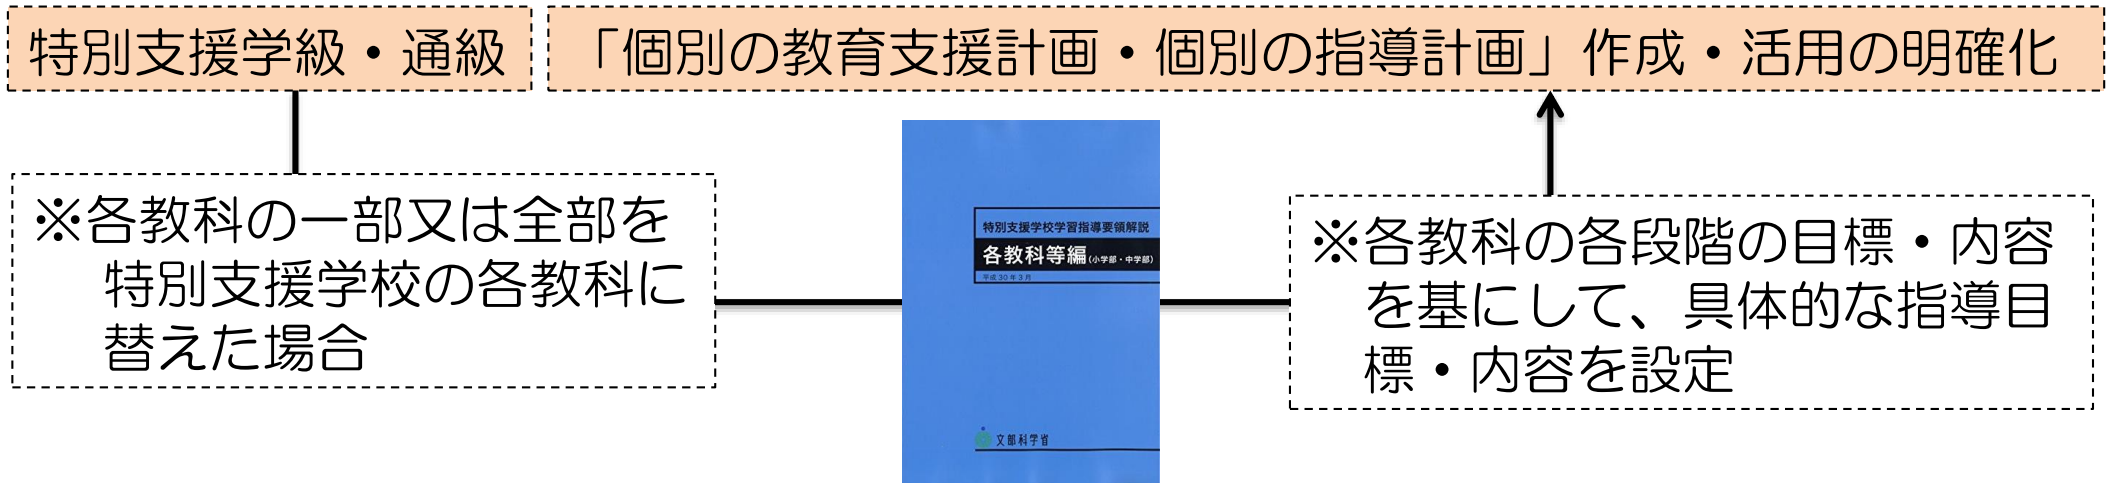 特別支援学級・通級
「個別の教育支援計画・個別の指導計画」作成・活用の明確化
※各教科の一部又は全部を
特別支援学校の各教科に
替えた場合
特別支援学校学習指導要領解説
各教科等編(小学部・中学部)
平成30年3月
文部科学省
※各教科の各段階の目標・内容
を基にして、具体的な指導目
標・内容を設定